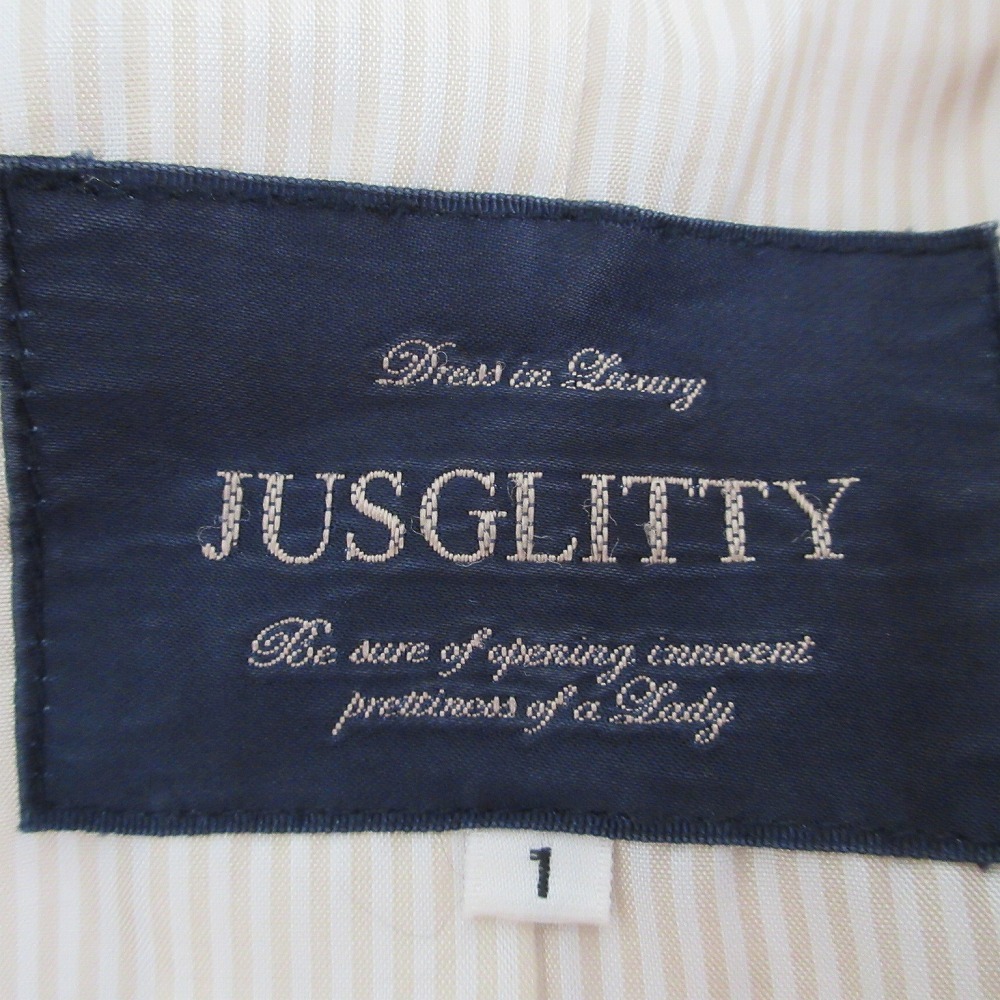 Dress in Luxury
JUSGLITTY
Be sure of opening innocent
prettiness of a Lady
1